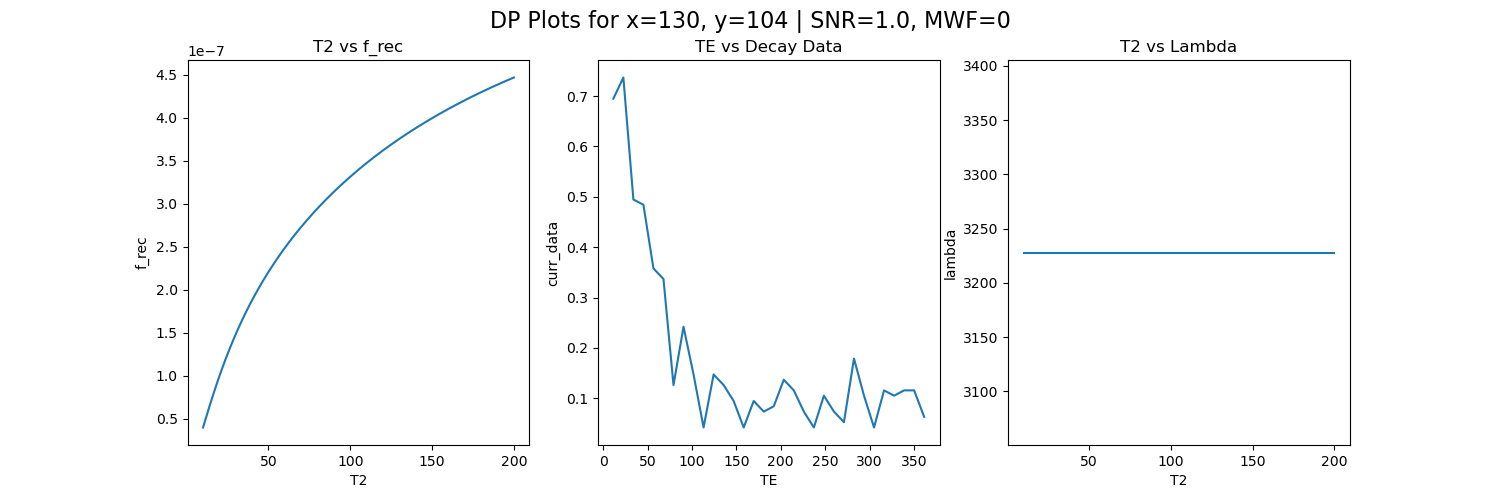 DP Plots for x=130, y=104 | SNR=1.0, MWF=0
T2 vs f_rec
1e−7
4.5
4.0
3.5
3.0
2.5
2.0
1.5
1.0
0.5
f_rec
50 100 150 200
T2
TE vs Decay Data
0.7
0.6
0.5
0.4
0.3
0.2
0.1
curr_data
0 50 100 150 200 250 300 350
TE
T2 vs Lambda
3400
3350
3300
3250
3200
3150
3100
lambda
50 100 150 200
T2